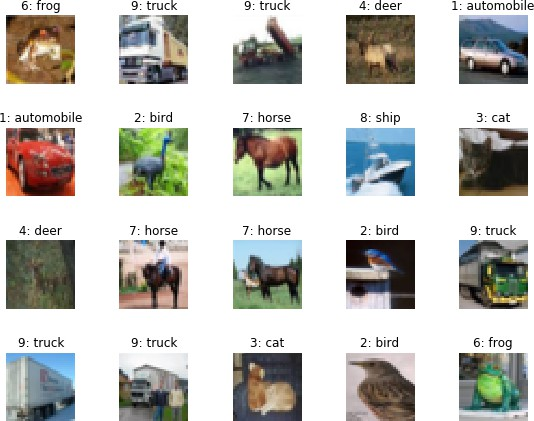 6: frog 9: truck 9: truck 4: deer 1: automobile
1: automobile 2: bird 7: horse 8: ship 3: cat
4: deer 7: horse 7: horse 2: bird 9: truck
9: truck 9: truck 3: cat 2: bird 6: frog